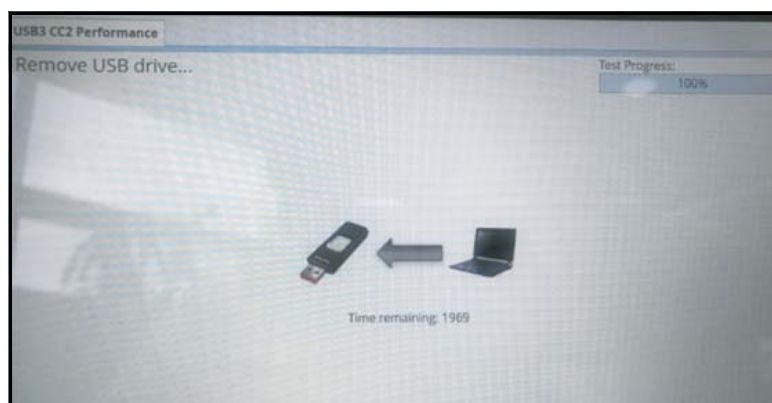 USB3 CC2 Performance
Remove USB drive...
Test Progress:
100%
Time remaining: 1969